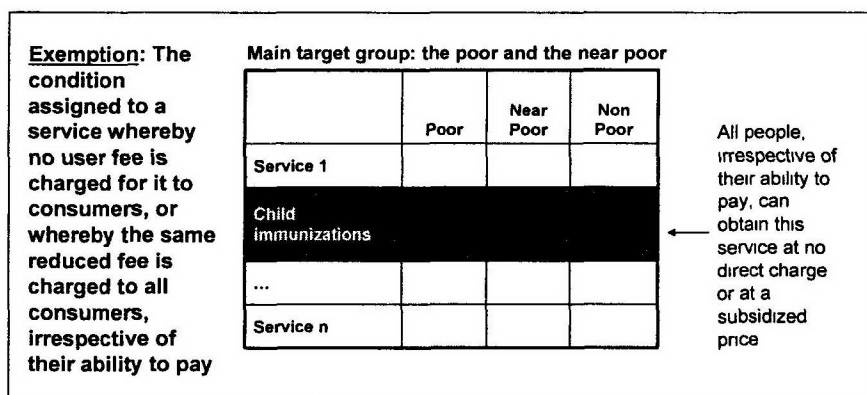 Exemption: The
condition
assigned to a
service whereby
no user fee is
charged for it to
consumers, or
whereby the same
reduced fee is
charged to all
consumers,
irrespective of
their ability to pay
Main target group: the poor and the near poor
Poor
Near
Poor
Non
Poor
Service 1
Child
immunizations
...
Service n
All people,
irrespective of
their ability to
pay, can
obtain this
service at no
direct charge
or at a
subsidized
price